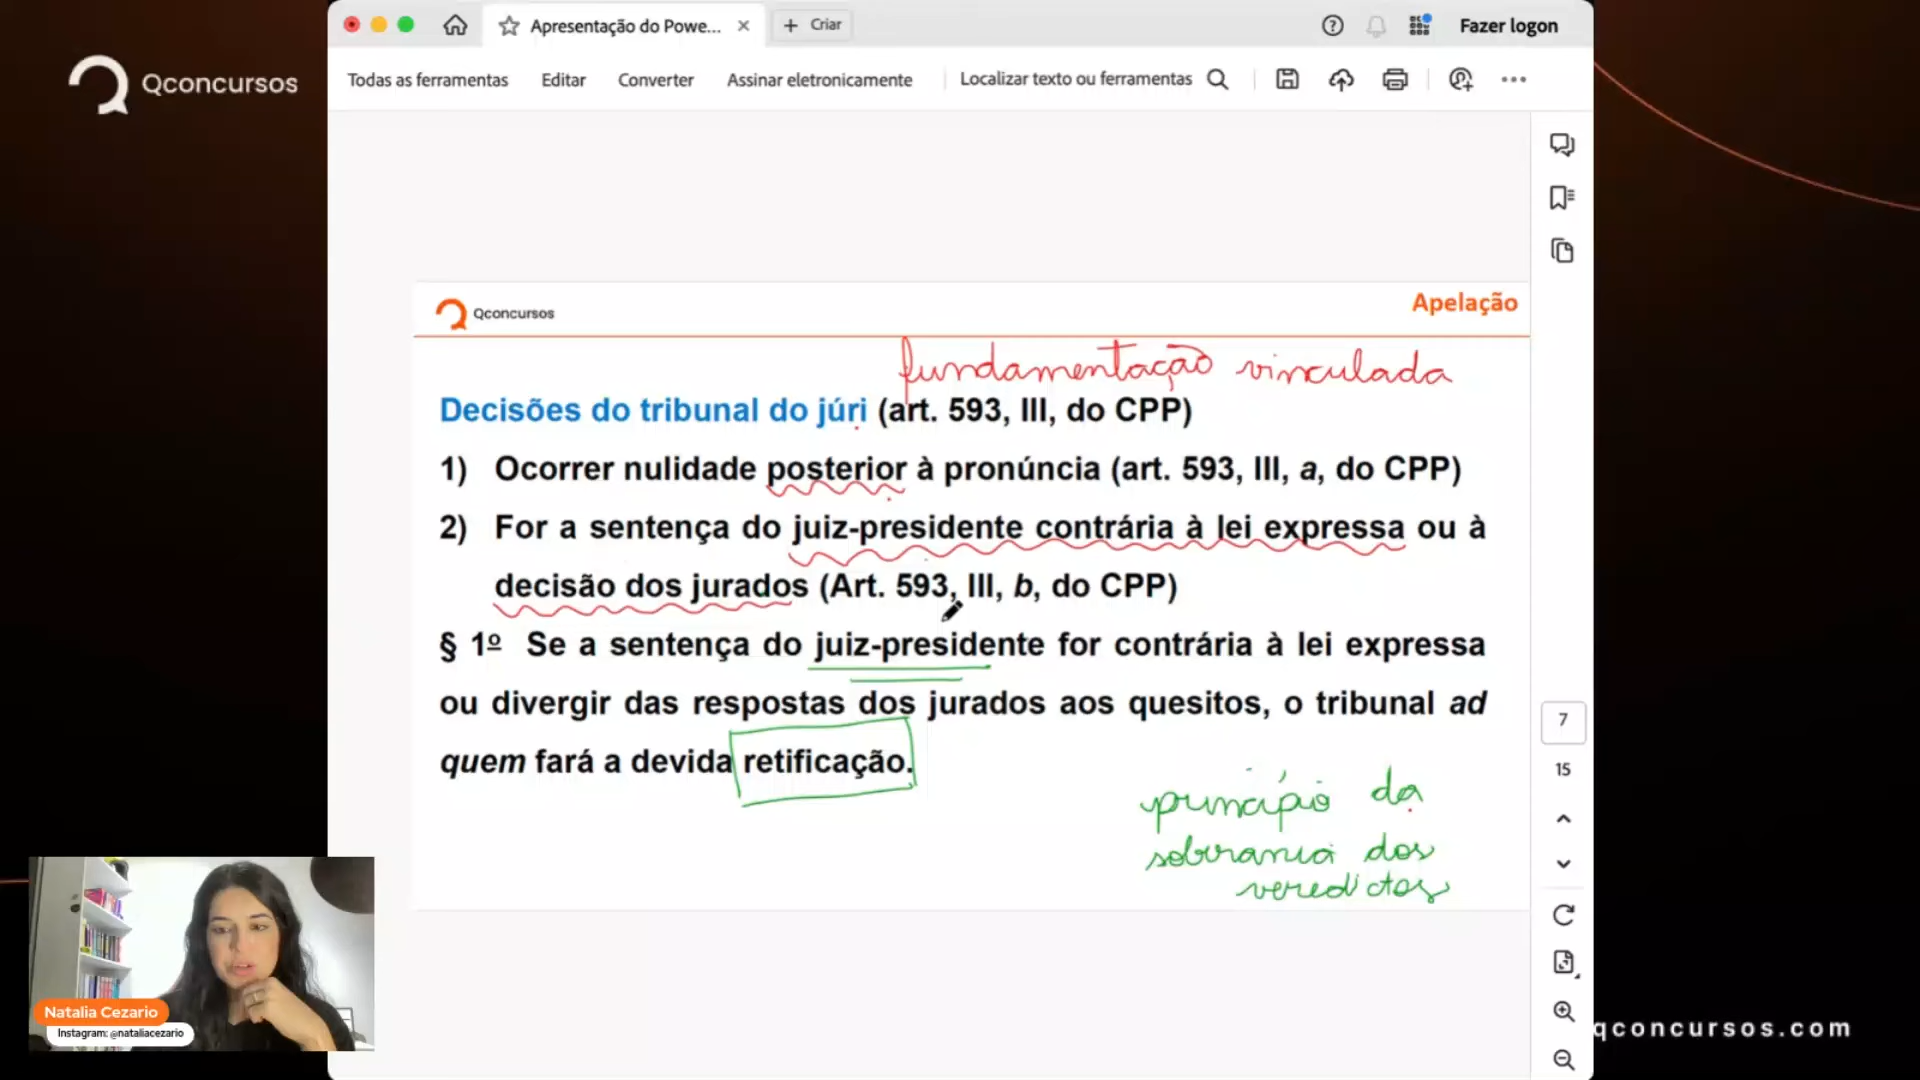 Qconcursos
Apresentação do Powe...
Criar
Fazer logon
Todas as ferramentas
Editar
Converter
Assinar eletronicamente
Localizar texto ou ferramentas
Qconcursos
Apelação
fundamentação vinculada
Decisões do tribunal do júri (art. 593, III, do CPP)
1) Ocorrer nulidade posterior à pronúncia (art. 593, III, a, do CPP)
2) For a sentença do juiz-presidente contrária à lei expressa ou à
decisão dos jurados (Art. 593, III, b, do CPP)
§ 1º Se a sentença do juiz-presidente for contrária à lei expressa
ou divergir das respostas dos jurados aos quesitos, o tribunal ad
quem fará a devida retificação.
princípio da
soberania dos
veredictos
7
15
Natalia Cezario
Instagram: @nataliacezario
qconcursos.com